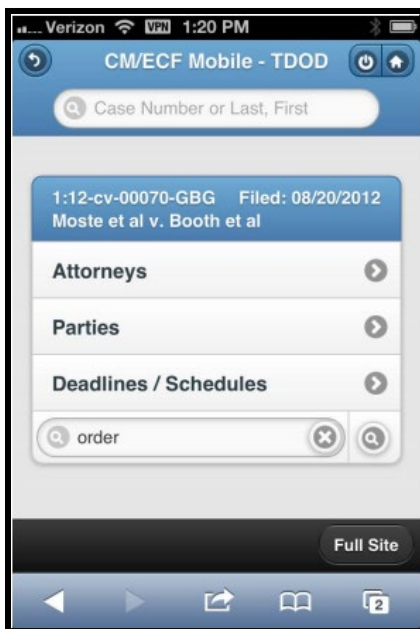 .... Verizon VPN 1:20 PM
CM/ECF Mobile - TDOD
Case Number or Last, First
1:12-cv-00070-GBG Filed: 08/20/2012
Moste et al v. Booth et al
Attorneys
Parties
Deadlines / Schedules
order
Full Site
2